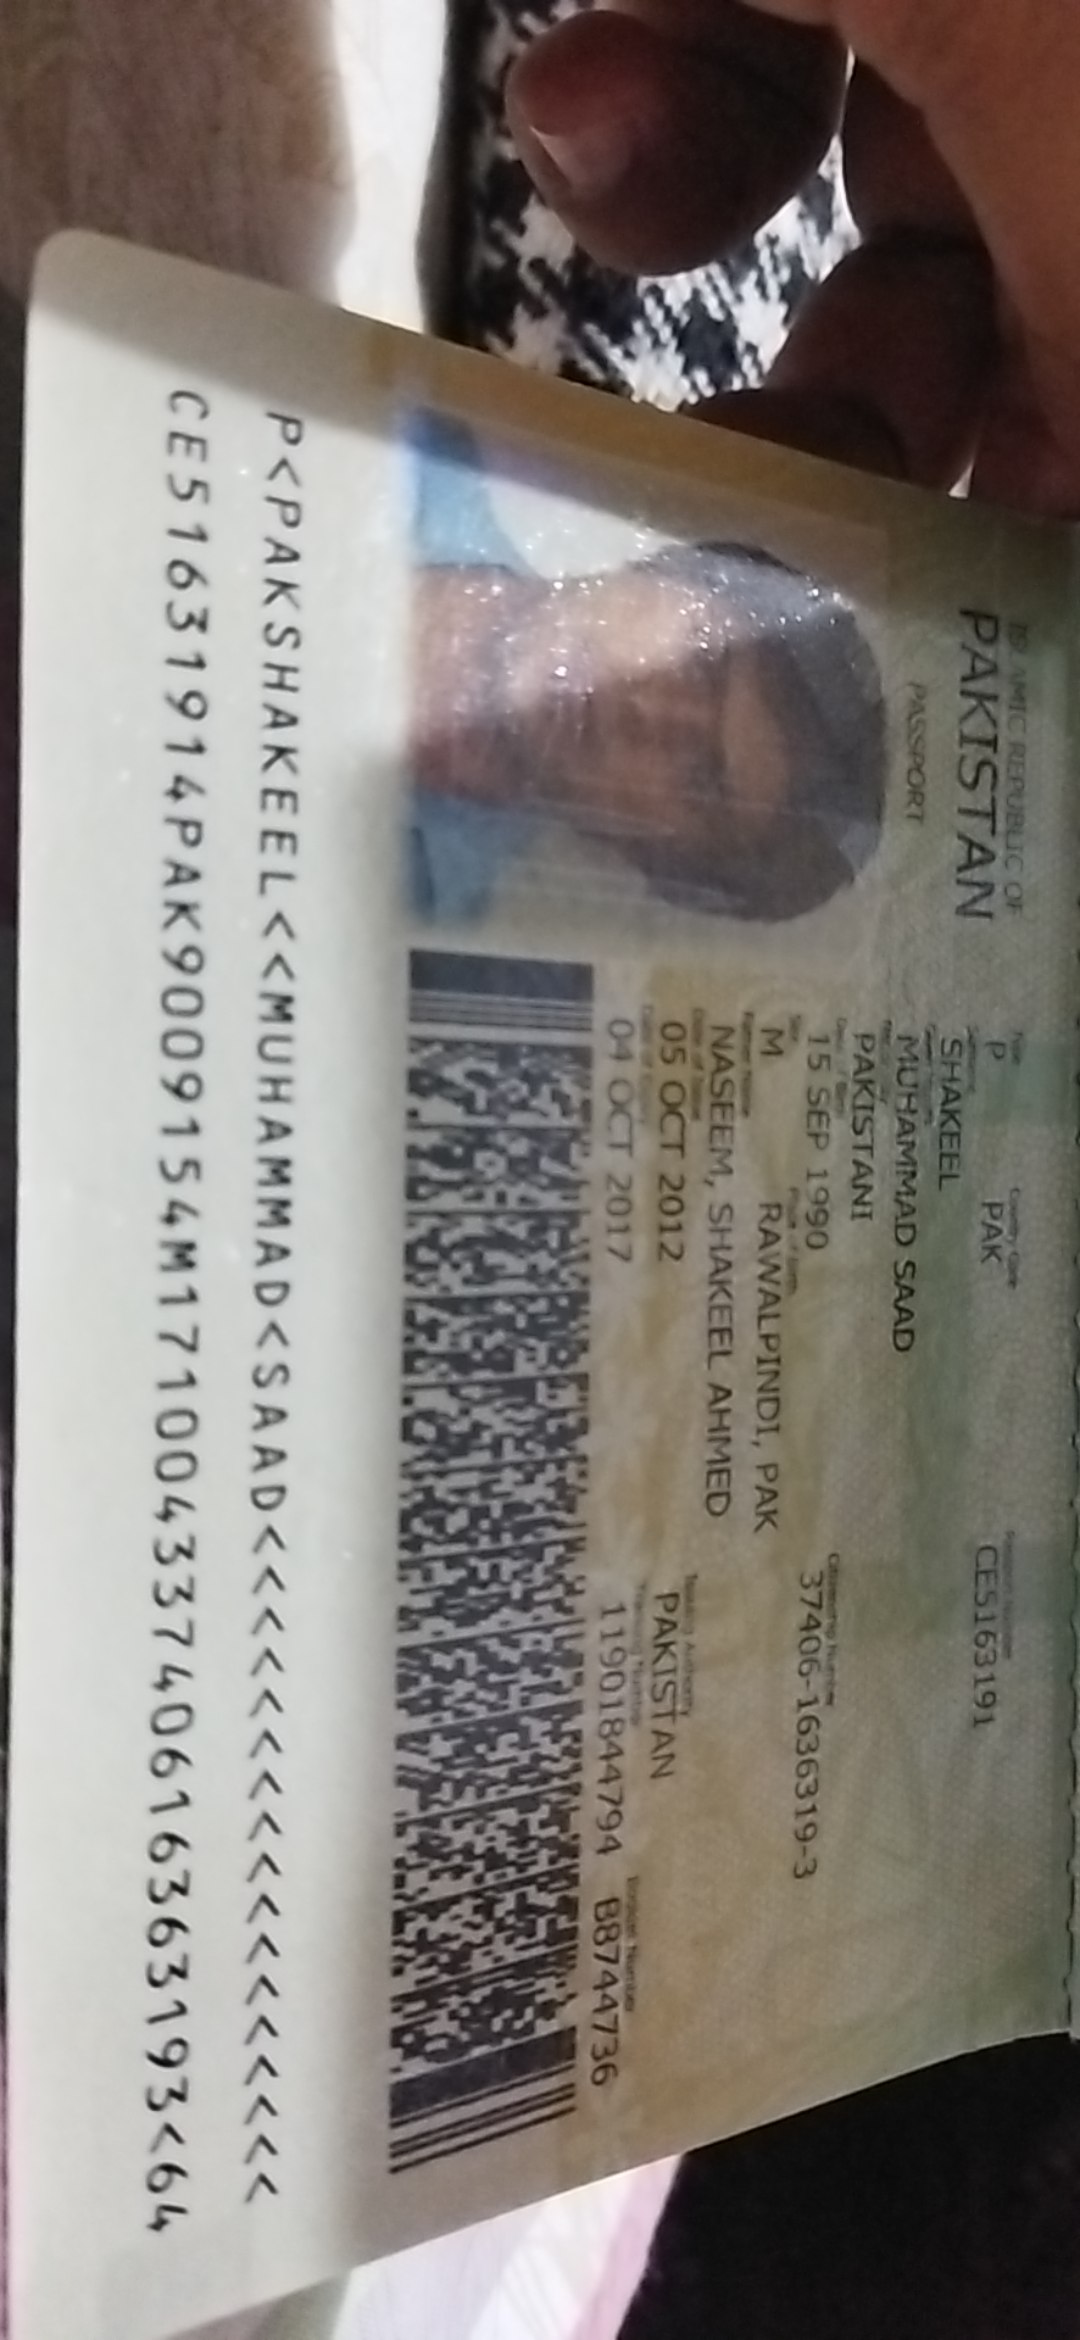 ISLAMIC REPUBLIC OF
PAKISTAN
PASSPORT
Type Country Code Passport Number
P PAK CE5163191
Surname
SHAKEEL
Given Names
MUHAMMAD SAAD
Nationality
PAKISTANI
Date of Birth Citizenship Number
15 SEP 1990 37406-1636319-3
Sex Place of Birth
M RAWALPINDI, PAK
Father Name
NASEEM, SHAKEEL AHMED
Date of Issue Issuing Authority
05 OCT 2012 PAKISTAN
Date of Expiry Tracking Number Booklet Number
04 OCT 2017 11901844794 B8744736
P<PAKSHAKEEL<<MUHAMMAD<SAAD<<<<<<<<<<<<<<<<<
CE51631914PAK9009154M17100433740616363193<64